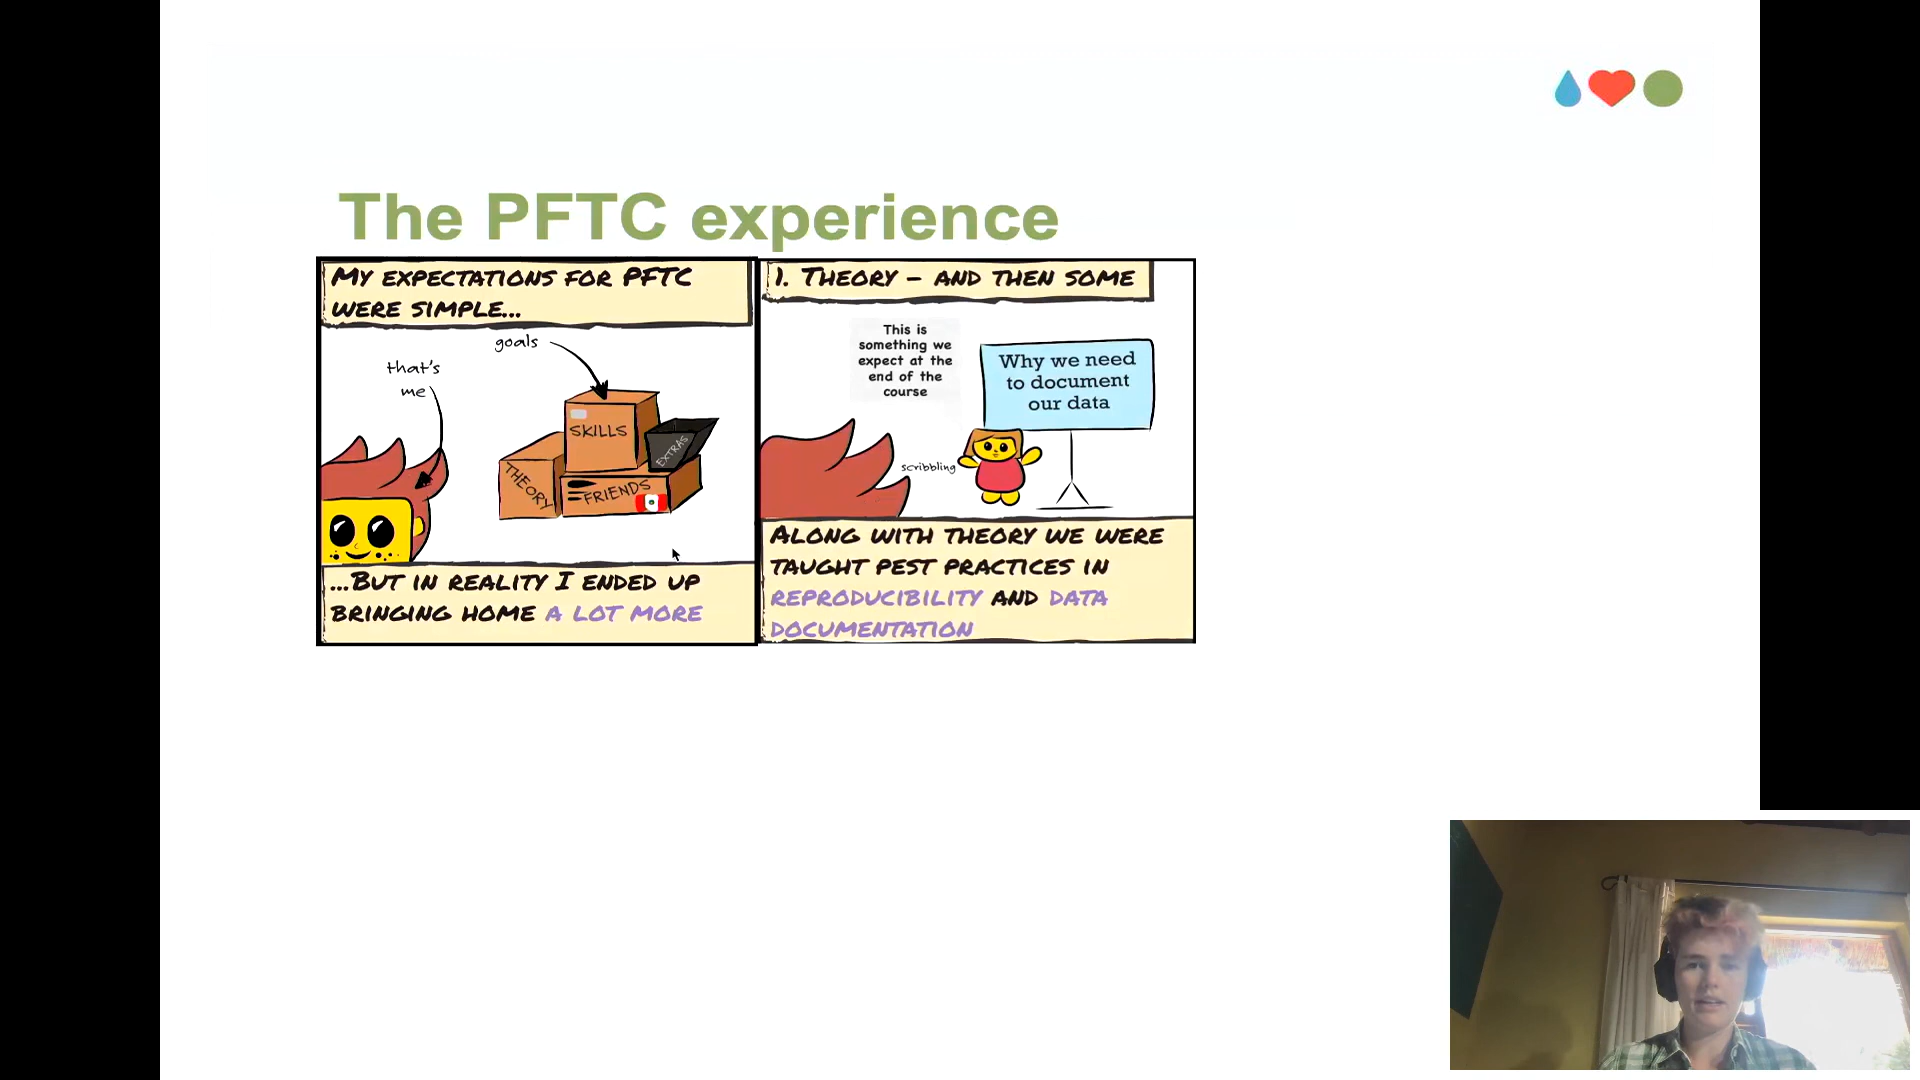 The PFTC experience
My expectations for PFTC
were simple...
goals
that's
me
SKILLS
EXTRAS
THEORY
FRIENDS
...But in reality I ended up
bringing home a lot more
1. Theory – and then some
This is
something we
expect at the
end of the
course
Why we need
to document
our data
scribbling
Along with theory we were
taught pest practices in
reproducibility and data
documentation